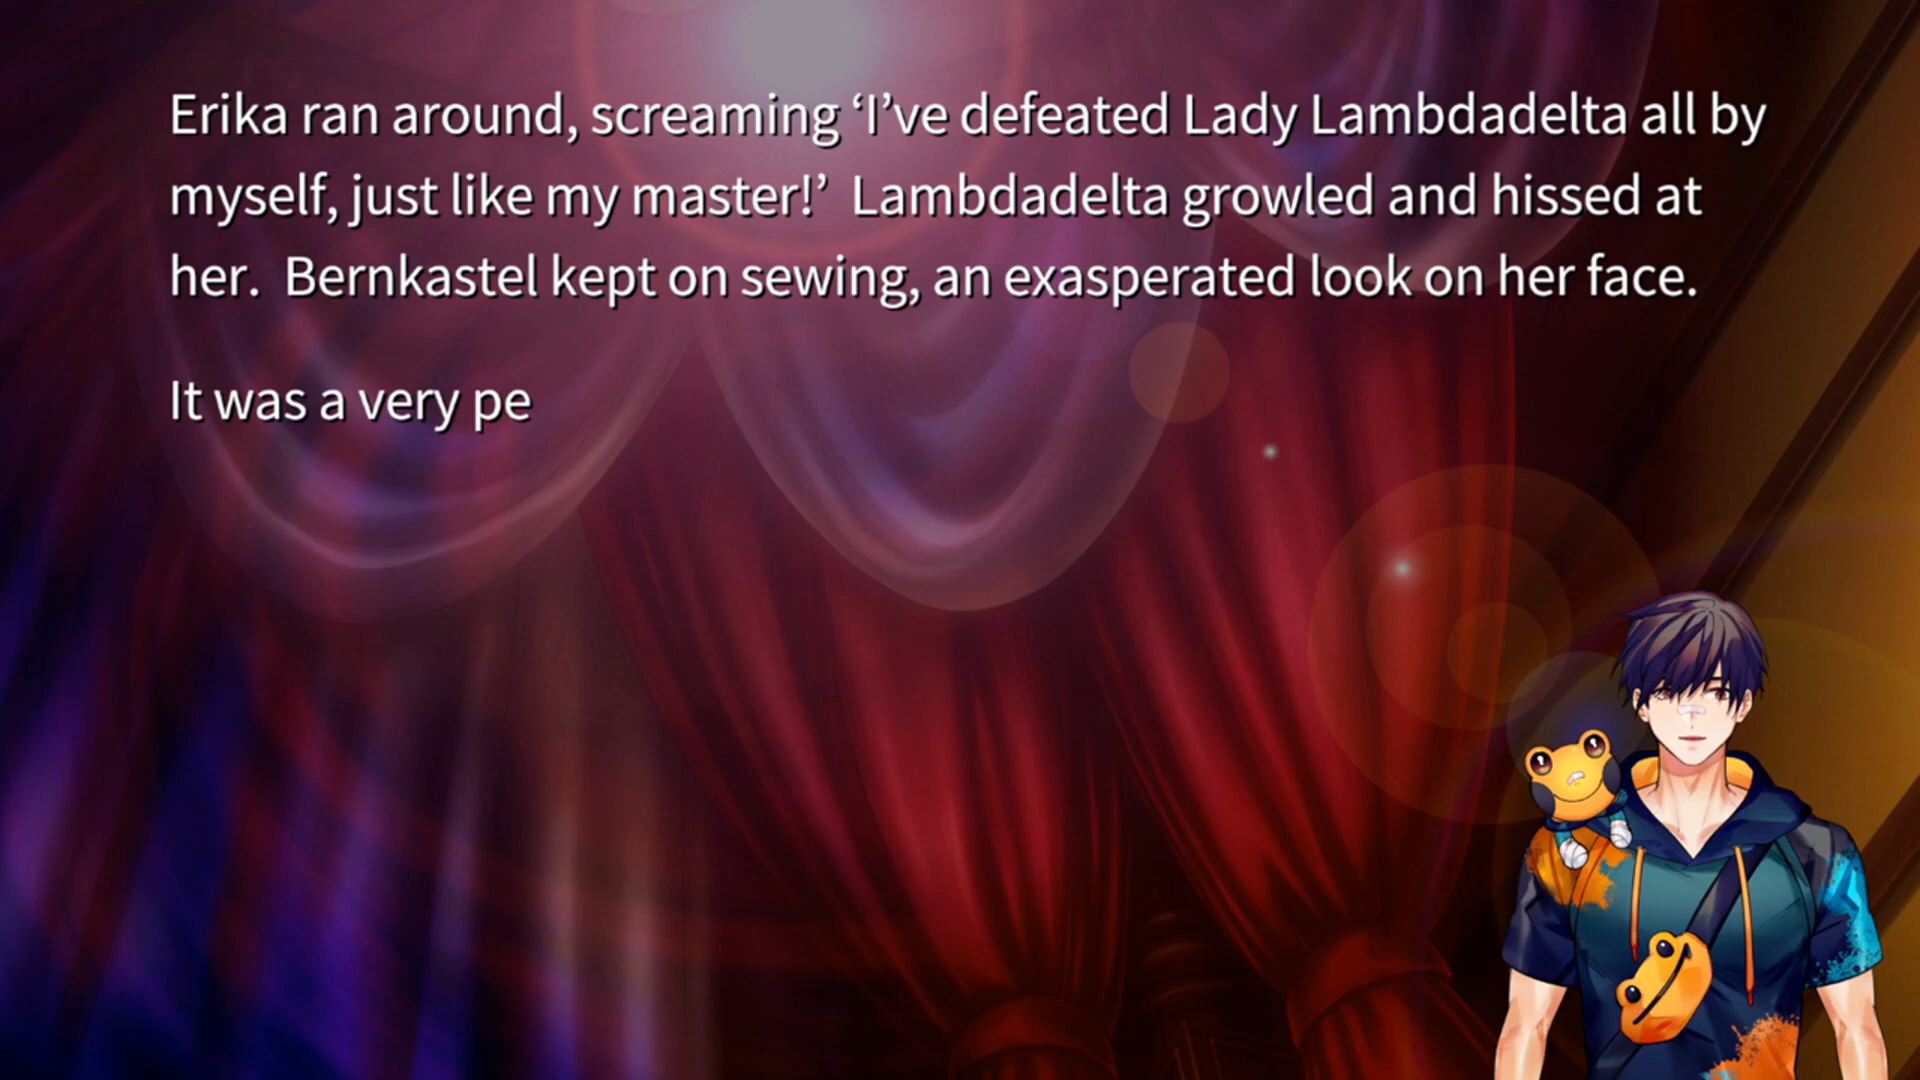 Erika ran around, screaming ‘I’ve defeated Lady Lambdadelta all by
myself, just like my master!’  Lambdadelta growled and hissed at
her.  Bernkastel kept on sewing, an exasperated look on her face.
It was a very pe